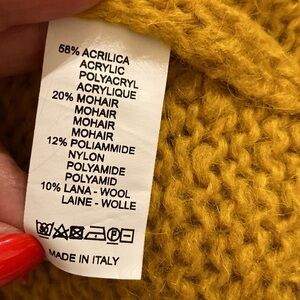 58% ACRILICA
ACRYLIC
POLYACRYL
ACRYLIQUE
20% MOHAIR
MOHAIR
MOHAIR
MOHAIR
12% POLIAMMIDE
NYLON
POLYAMIDE
POLYAMID
10% LANA - WOOL
LAINE - WOLLE
P
MADE IN ITALY